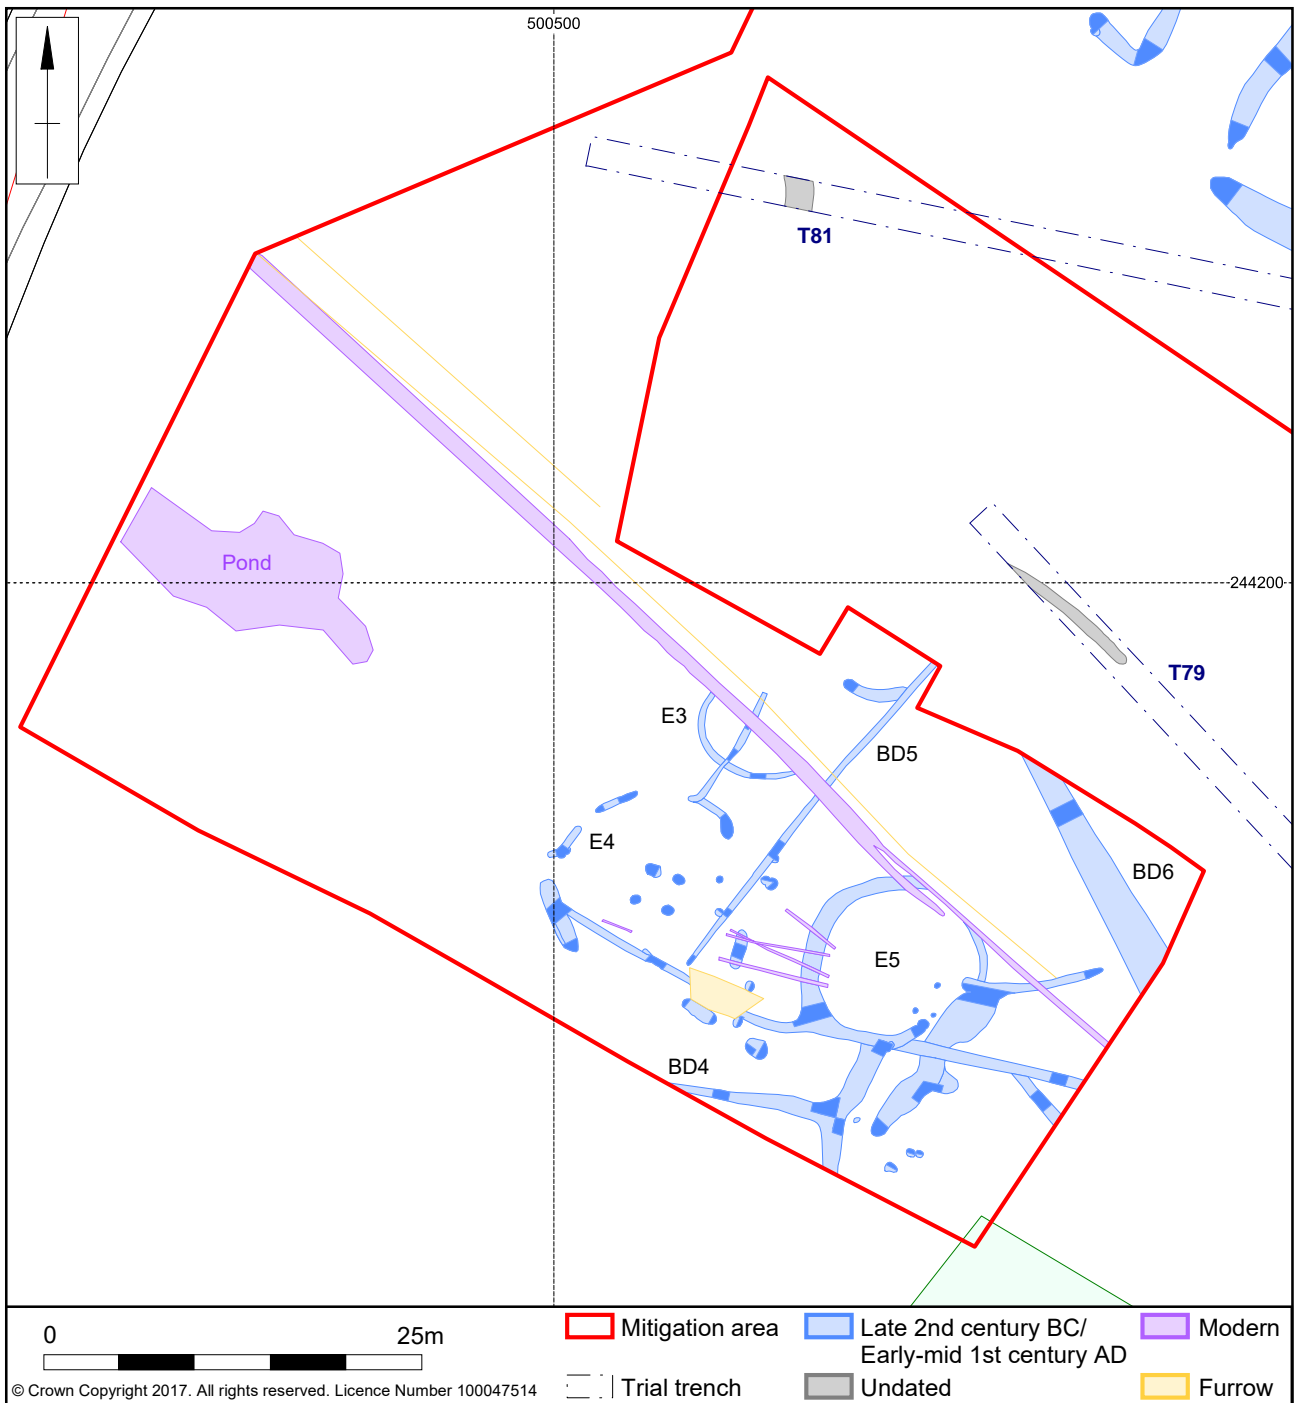 500500
T81
Pond
244200
T79
E3
BD5
E4
BD6
E5
BD4
0 25m
© Crown Copyright 2017. All rights reserved. Licence Number 100047514
Mitigation area
Trial trench
Late 2nd century BC/
Early-mid 1st century AD
Undated
Modern
Furrow